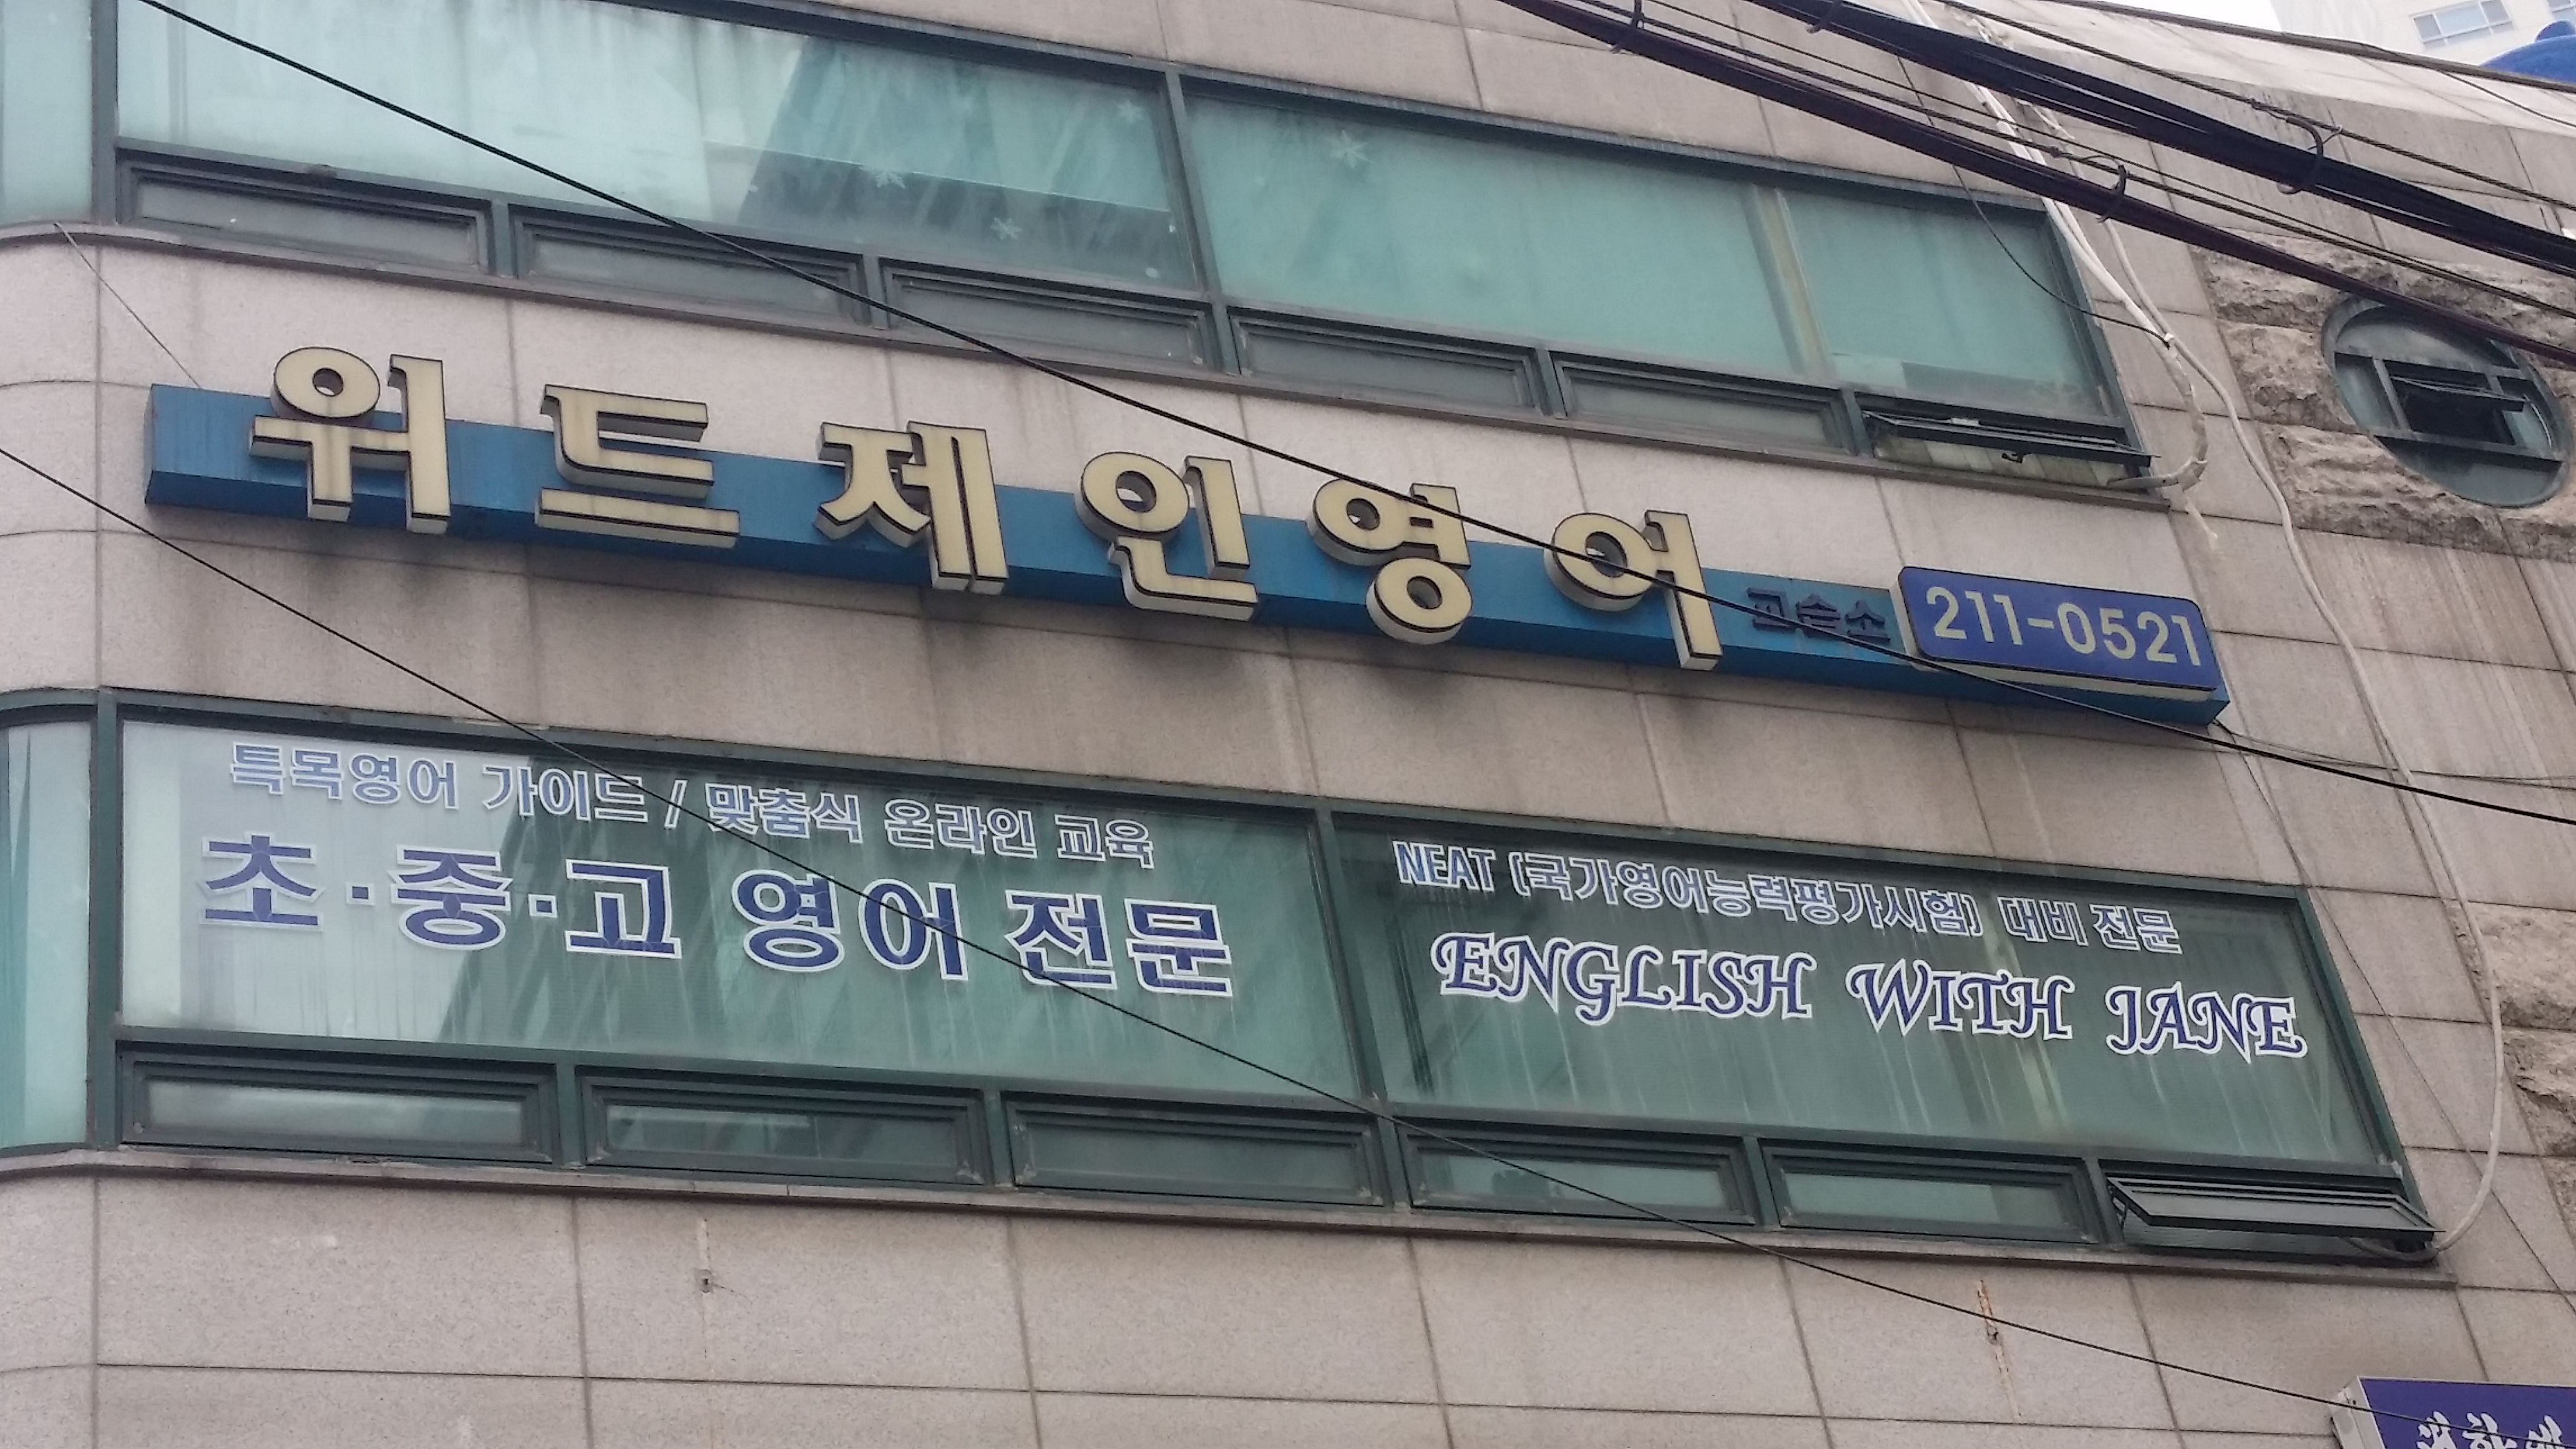 위드제인영어 교습소 211-0521
특목영어 가이드 / 맞춤식 온라인 교육
초·중·고 영어 전문
NEAT (국가영어능력평가시험) 대비 전문
ENGLISH WITH JANE